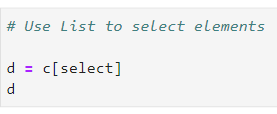 # Use List to select elements
d = c[select]
d